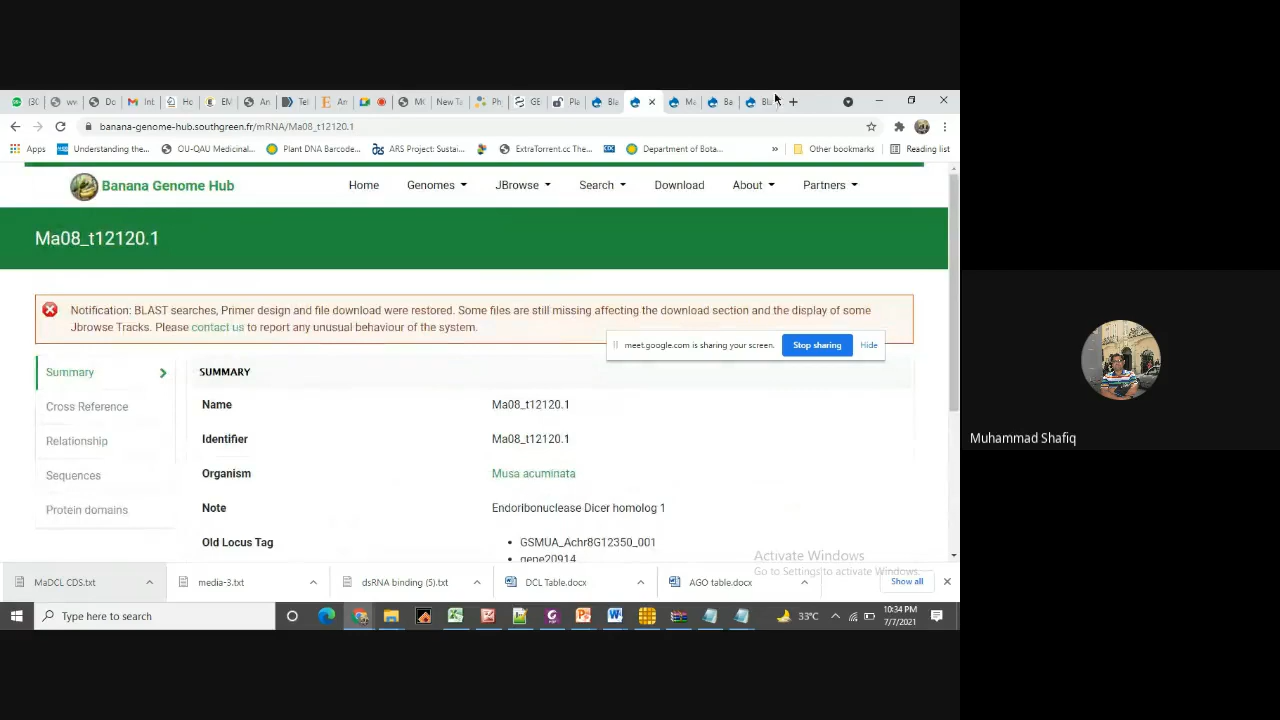 banana-genome-hub.southgreen.fr/mRNA/Ma08_t12120.1
Apps
Understanding the...
OU-QAU Medicinal...
Plant DNA Barcode...
ARS Project: Sustai...
ExtraTorrent.cc The...
Department of Bota...
»
Other bookmarks
Reading list
Banana Genome Hub
Home
Genomes
JBrowse
Search
Download
About
Partners
Ma08_t12120.1
Notification: BLAST searches, Primer design and file download were restored. Some files are still missing affecting the download section and the display of some
Jbrowse Tracks. Please contact us to report any unusual behaviour of the system.
meet.google.com is sharing your screen.
Stop sharing
Hide
Summary
Cross Reference
Relationship
Sequences
Protein domains
SUMMARY
Name Ma08_t12120.1
Identifier Ma08_t12120.1
Organism Musa acuminata
Note Endoribonuclease Dicer homolog 1
Old Locus Tag • GSMUA_Achr8G12350_001
• gene20914
Activate Windows
Go to Settings to activate Windows.
MaDCL CDS.txt
media-3.txt
dsRNA binding (5).txt
DCL Table.docx
AGO table.docx
Show all
Type here to search
33°C
10:34 PM
7/7/2021
Muhammad Shafiq